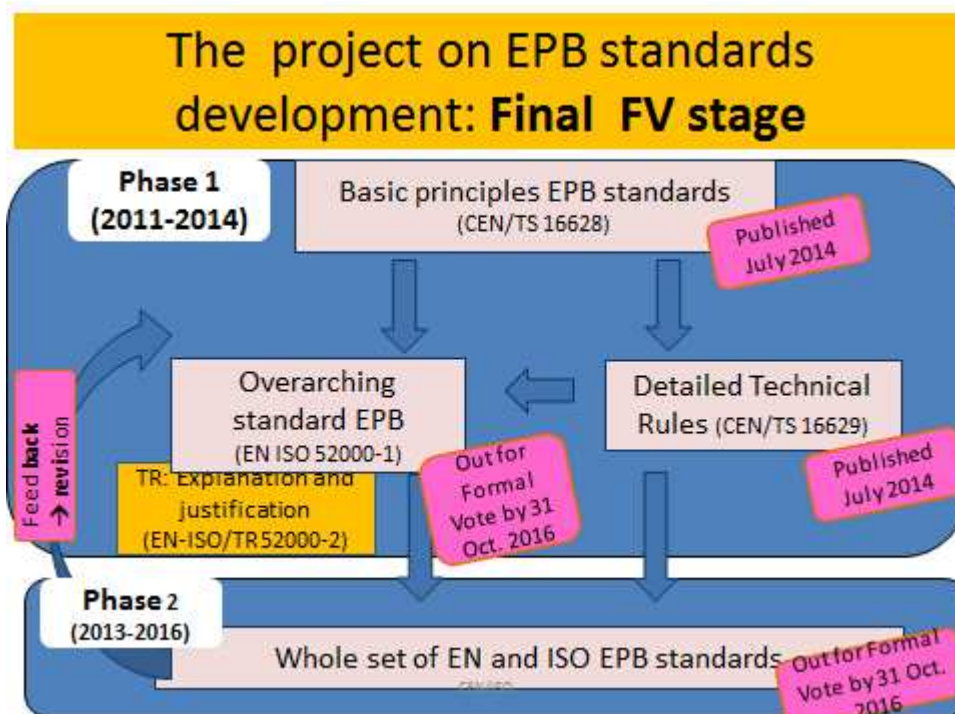 The project on EPB standards
development: Final FV stage
Phase 1
(2011-2014)
Basic principles EPB standards
(CEN/TS 16628)
Published
July 2014
Feed back
→ revision
Overarching
standard EPB
(EN ISO 52000-1)
Detailed Technical
Rules (CEN/TS 16629)
Published
July 2014
Out for
Formal
Vote by 31
Oct. 2016
TR: Explanation and
justification
(EN-ISO/TR 52000-2)
Phase 2
(2013-2016)
Whole set of EN and ISO EPB standards
Out for Formal
Vote by 31 Oct.
2016